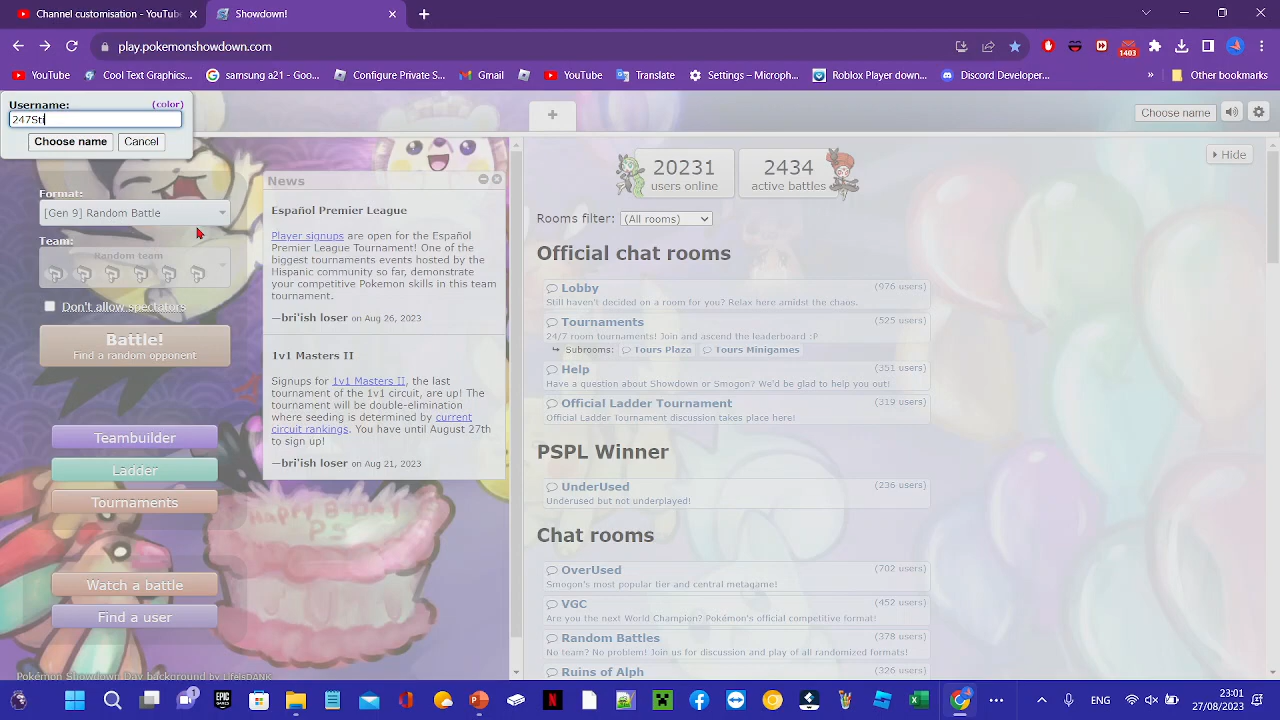 Channel customisation - YouTub
Showdown!
play.pokemonshowdown.com
1403
YouTube
Cool Text Graphics...
samsung a21 - Goo...
Configure Private S...
Gmail
YouTube
Translate
Settings – Microph...
Roblox Player down...
Discord Developer...
»
Other bookmarks
Username:
(color)
247Stri
Choose name
Cancel
Choose name
Format:
[Gen 9] Random Battle
Team:
Random team
Don't allow spectators
Battle!
Find a random opponent
Teambuilder
Ladder
Tournaments
Watch a battle
Find a user
Pokémon Showdown Day background by LifeisDANK
Happy B-Day
PS
News
Español Premier League
Player signups are open for the Español
Premier League Tournament! One of the
biggest tournaments events hosted by the
Hispanic community so far, demonstrate
your competitive Pokemon skills in this team
tournament.
—bri'ish loser on Aug 26, 2023
1v1 Masters II
Signups for 1v1 Masters II, the last
tournament of the 1v1 circuit, are up! The
tournament will be double-elimination
where seeding is determined by current
circuit rankings. You have until August 27th
to sign up!
—bri'ish loser on Aug 21, 2023
20231
users online
2434
active battles
Hide
Rooms filter: (All rooms)
Official chat rooms
Lobby (976 users)
Still haven't decided on a room for you? Relax here amidst the chaos.
Tournaments (525 users)
24/7 room tournaments! Join and ascend the leaderboard :P
Subrooms: Tours Plaza Tours Minigames
Help (351 users)
Have a question about Showdown or Smogon? We'd be glad to help you out!
Official Ladder Tournament (319 users)
Official Ladder Tournament discussion takes place here!
PSPL Winner
UnderUsed (236 users)
Underused but not underplayed!
Chat rooms
OverUsed (702 users)
Smogon's most popular tier and central metagame!
VGC (452 users)
Are you the next World Champion? Pokémon's official competitive format!
Random Battles (378 users)
No team? No problem! Join us for discussion and play of all randomized formats!
Ruins of Alph (326 users)
1
EPIC
GAMES
ENG
23:01
27/08/2023